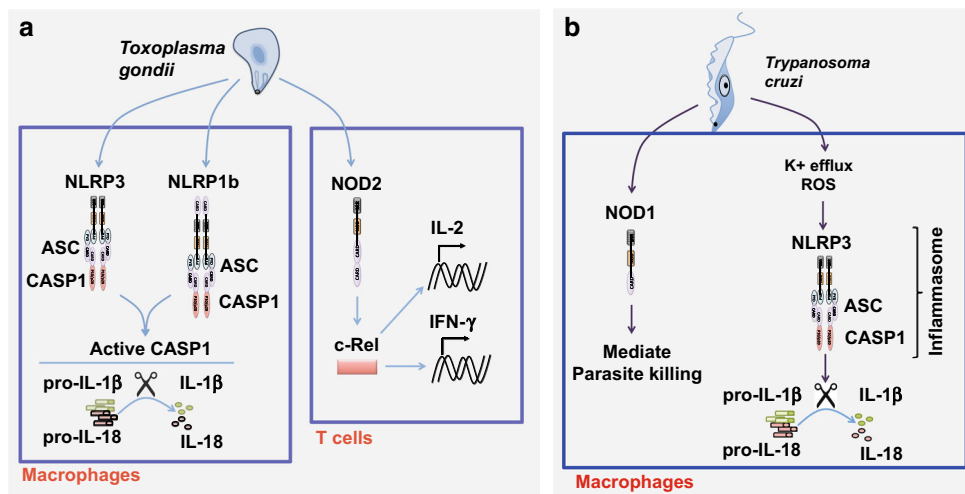 a
Toxoplasma
gondii
NLRP3
NLRP1b
ASC
CASP1
ASC
CASP1
Active CASP1
pro-IL-1β
IL-1β
pro-IL-18
IL-18
Macrophages
NOD2
IL-2
c-Rel
IFN-γ
T cells
b
Trypanosoma
cruzi
NOD1
Mediate
Parasite killing
K+ efflux
ROS
NLRP3
ASC
CASP1
Inflammasome
pro-IL-1β
IL-1β
pro-IL-18
IL-18
Macrophages